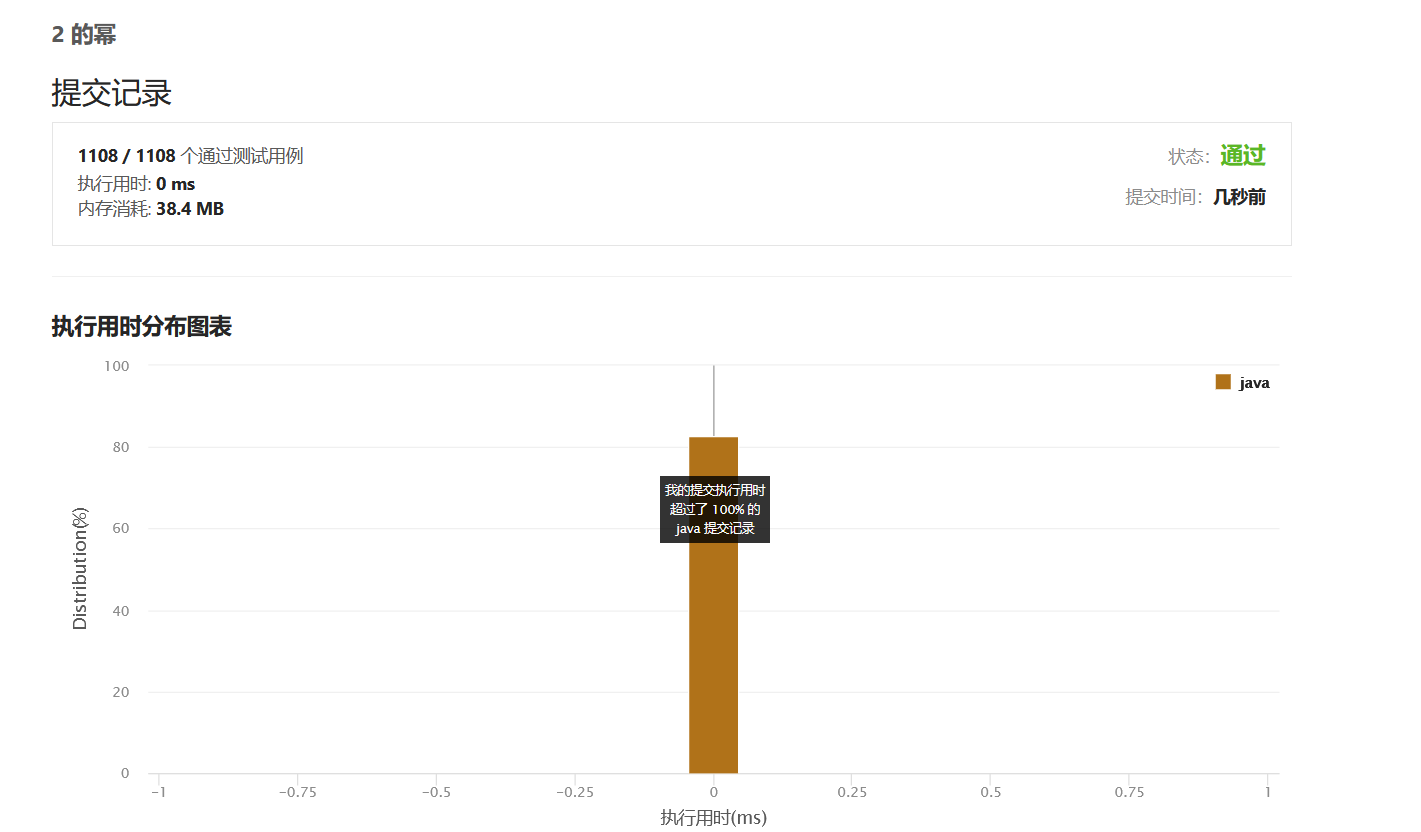 2 的幂
提交记录
1108 / 1108 个通过测试用例
状态：通过
执行用时: 0 ms
提交时间：几秒前
内存消耗: 38.4 MB
执行用时分布图表
100
java
80
我的提交执行用时
超过了 100% 的
java 提交记录
60
Distribution(%)
40
20
0
-1 -0.75 -0.5 -0.25 0 0.25 0.5 0.75 1
执行用时(ms)